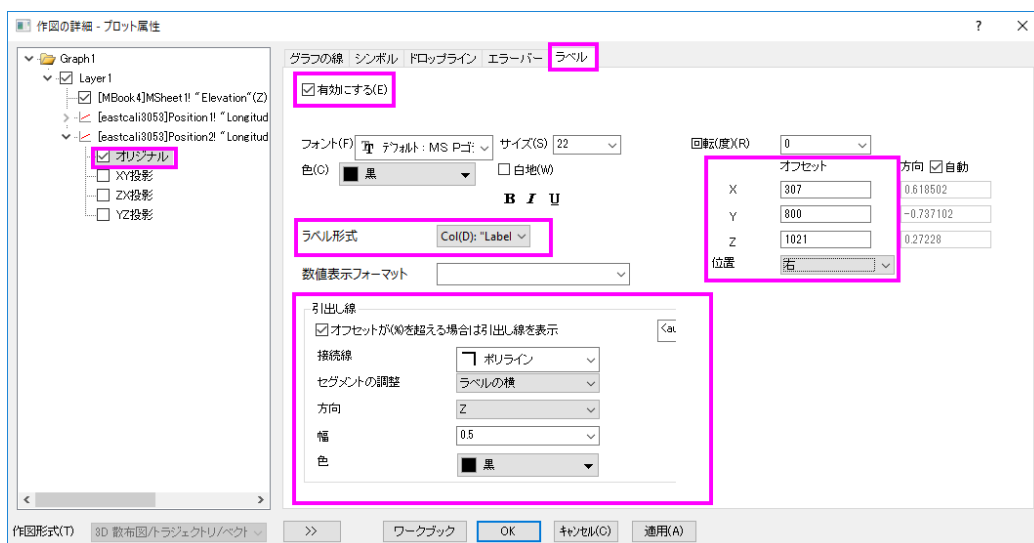 作図の詳細 - プロット属性
Graph1
Layer1
[MBook4]MSheet1! "Elevation"(Z)
[eastcali3053]Position1! "Longitud
[eastcali3053]Position2! "Longitud
オリジナル
XY投影
ZX投影
YZ投影
グラフの線 シンボル ドロップライン エラーバー ラベル
有効にする(E)
フォント(F) デフォルト: MS Pゴ サイズ(S) 22 回転(度)(R) 0
色(C) 黒 白地(W) オフセット 方向 自動
B I U X 307 0.618502
Y 800 -0.737102
ラベル形式 Col(D): "Label Z 1021 0.27228
数値表示フォーマット 位置 右
引出し線
オフセットが(%)を超える場合は引出し線を表示 <au
接続線 ポリライン
セグメントの調整 ラベルの横
方向 Z
幅 0.5
色 黒
作図形式(T) 3D 散布図/トラジェクトリ/ベクト >> ワークブック OK キャンセル(C) 適用(A)